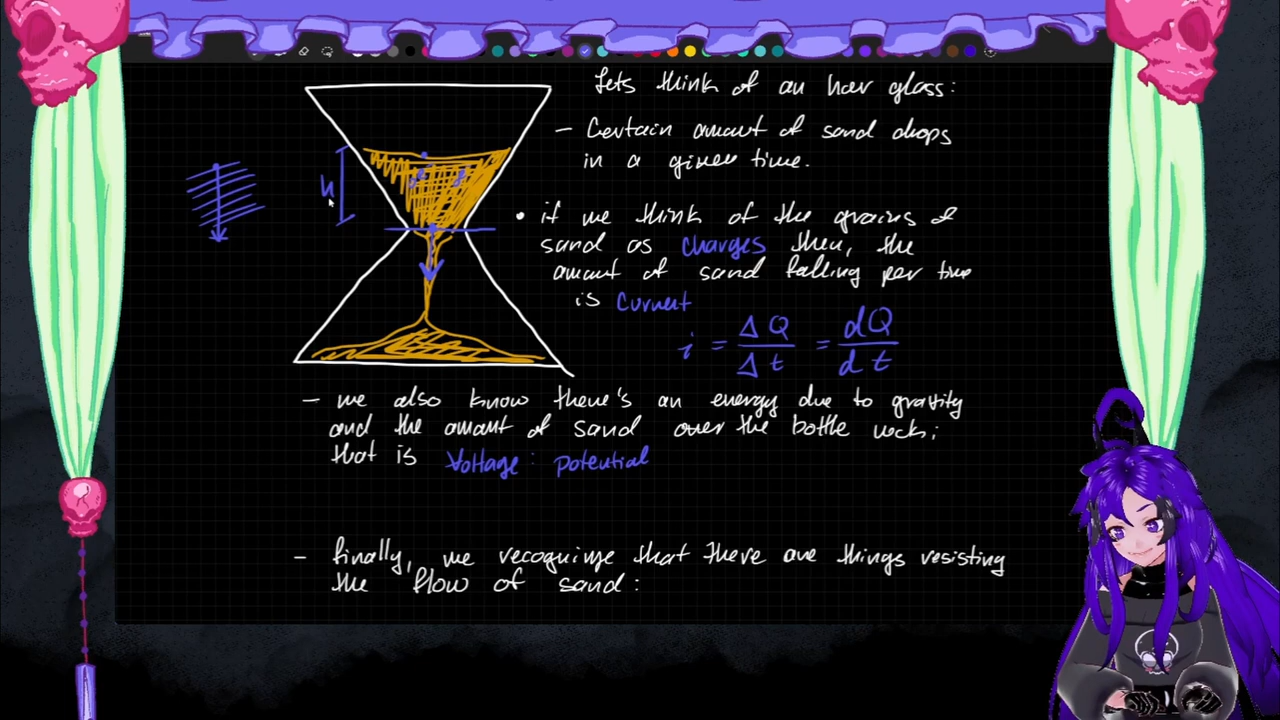 Lets think of an hour glass:
- Certain amount of sand drops
in a given time.
h
• if we think of the grains of
sand as charges then, the
amount of sand falling per time
is Current
i = ΔQ/Δt = dQ/dt
- we also know there's an energy due to gravity
and the amount of sand over the bottle neck;
that is Voltage: potential
- finally, we recognize that there are things resisting
the flow of sand: